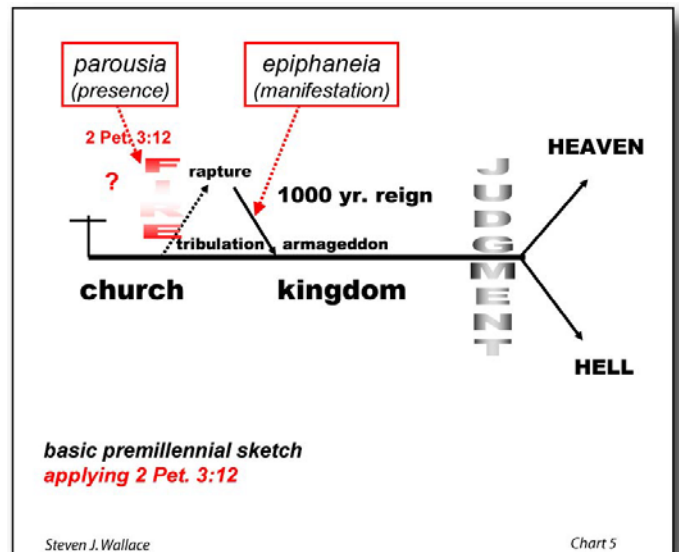 parousia
(presence)
epiphaneia
(manifestation)
2 Pet. 3:12
?
FIRE
rapture
1000 yr. reign
tribulation
armageddon
JUDGMENT
HEAVEN
church
kingdom
HELL
basic premillennial sketch
applying 2 Pet. 3:12
Steven J. Wallace
Chart 5